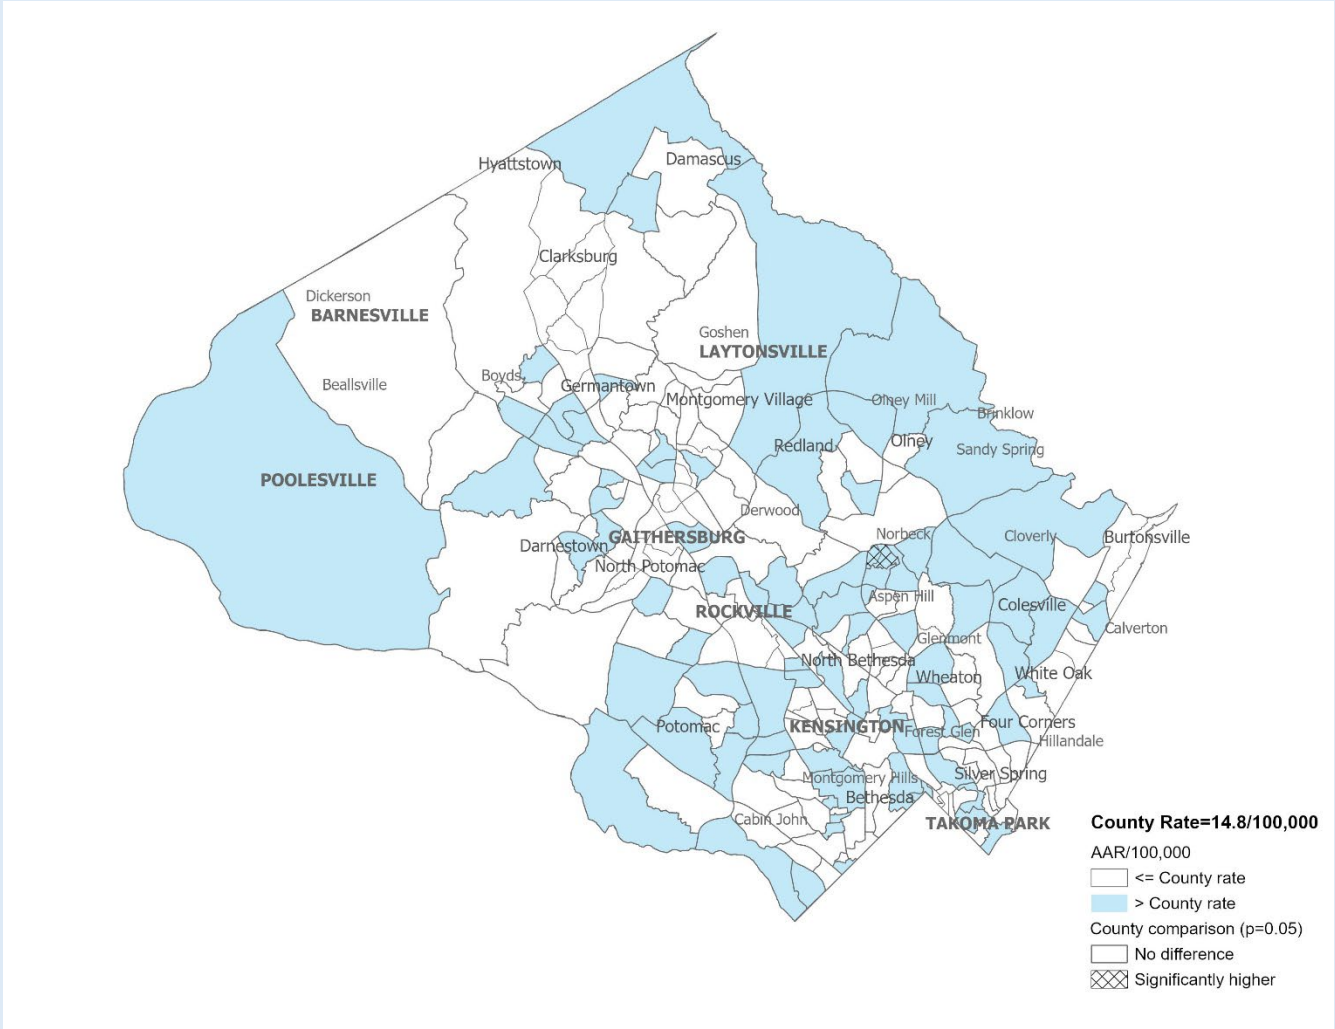 Hyattstown
Damascus
Clarksburg
Dickerson
BARNESVILLE
Goshen
LAYTONSVILLE
Beallsville
Boyds
Germantown
Montgomery Village
Olney Mill
Brinklow
Redland
Olney
Sandy Spring
POOLESVILLE
Derwood
Norbeck
Cloverly
Burtonsville
GAITHERSBURG
Darnestown
North Potomac
Aspen Hill
Colesville
ROCKVILLE
Calverton
Glenmont
North Bethesda
Wheaton
White Oak
Potomac
KENSINGTON
Forest Glen
Four Corners
Hillandale
Silver Spring
Montgomery Hills
Bethesda
Cabin John
TAKOMA PARK
County Rate=14.8/100,000
AAR/100,000
<= County rate
> County rate
County comparison (p=0.05)
No difference
Significantly higher